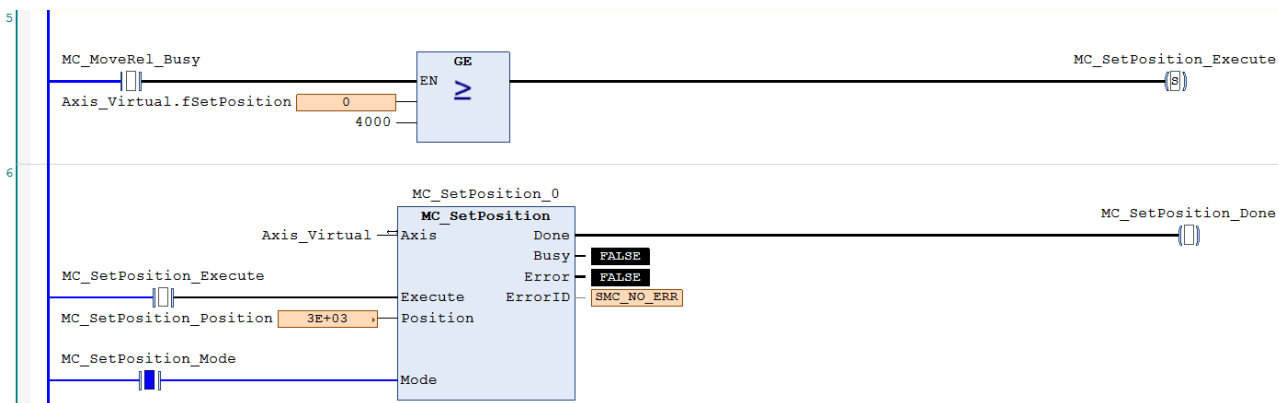 5
MC_MoveRel_Busy
GE
MC_SetPosition_Execute
EN
≥
S
Axis_Virtual.fSetPosition 0
4000
6
MC_SetPosition_0
MC_SetPosition
MC_SetPosition_Done
Axis_Virtual Axis Done
Busy FALSE
MC_SetPosition_Execute
Error FALSE
Execute ErrorID SMC_NO_ERR
MC_SetPosition_Position 3E+03 Position
MC_SetPosition_Mode
Mode